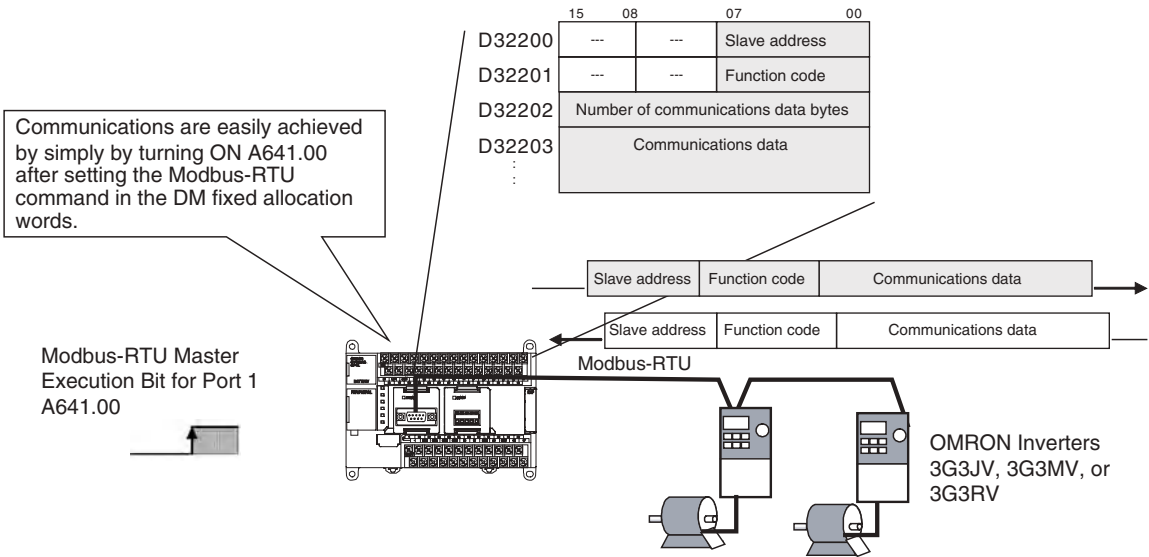 15 08 07 00
D32200 --- --- Slave address
D32201 --- --- Function code
D32202 Number of communications data bytes
D32203 Communications data
:
:
Communications are easily achieved
by simply by turning ON A641.00
after setting the Modbus-RTU
command in the DM fixed allocation
words.
Slave address Function code Communications data
Slave address Function code Communications data
Modbus-RTU
Modbus-RTU Master
Execution Bit for Port 1
A641.00
OMRON Inverters
3G3JV, 3G3MV, or
3G3RV